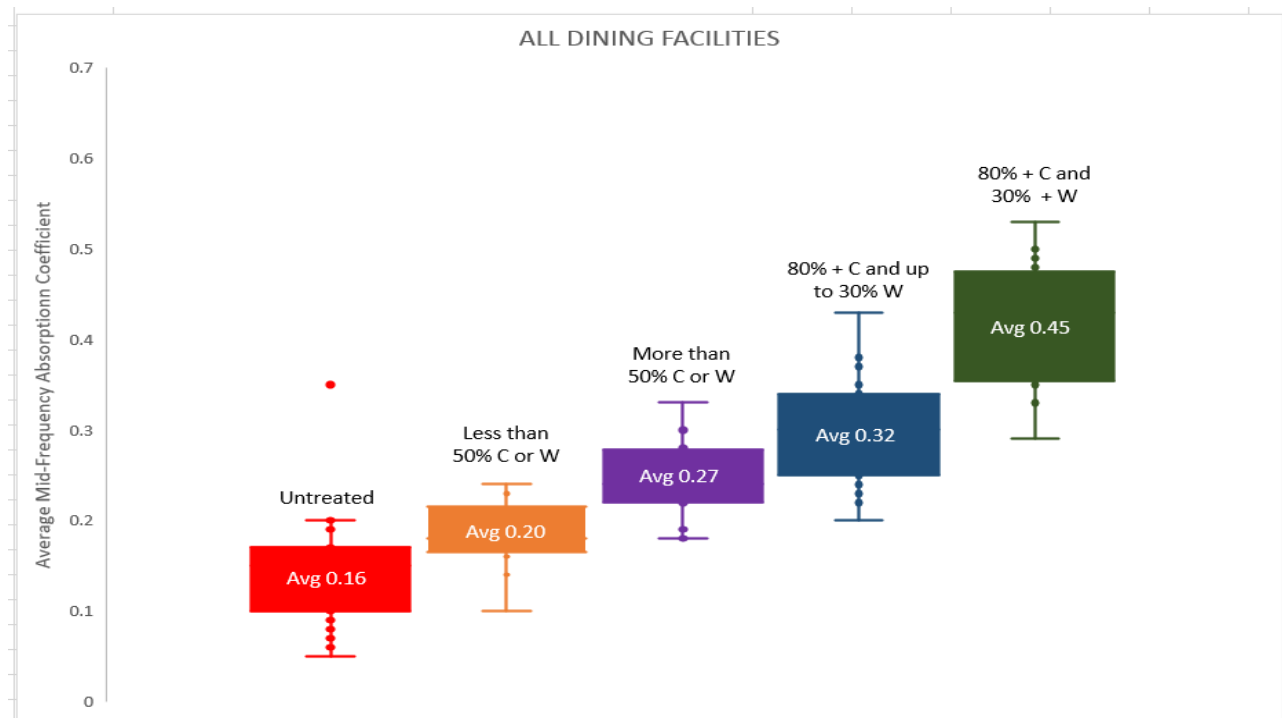 ALL DINING FACILITIES
0.7
0.6
0.5
0.4
0.3
0.2
0.1
0
Average Mid-Frequency Absorptionn Coefficient
Untreated
Avg 0.16
Less than
50% C or W
Avg 0.20
More than
50% C or W
Avg 0.27
80% + C and up
to 30% W
Avg 0.32
80% + C and
30% + W
Avg 0.45